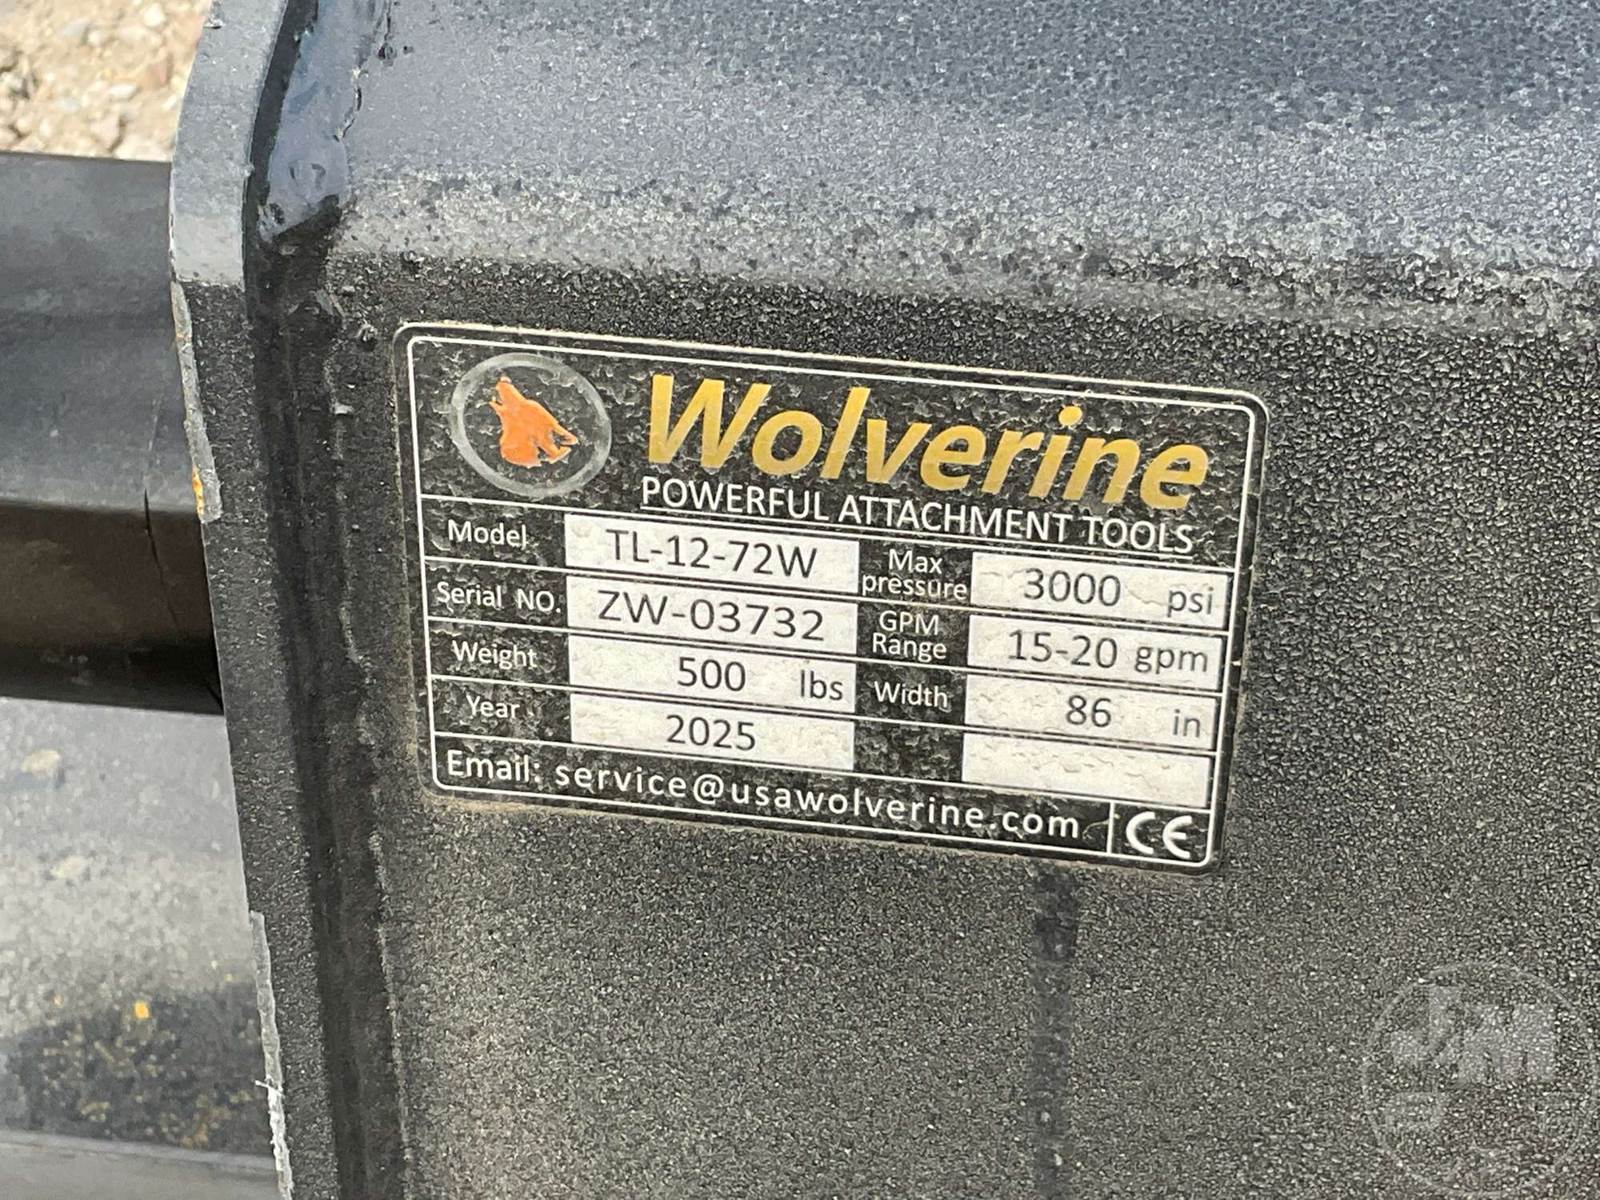 Wolverine
POWERFUL ATTACHMENT TOOLS
Model TL-12-72W Max pressure 3000 psi
Serial NO. ZW-03732 GPM Range 15-20 gpm
Weight 500 lbs Width 86 in
Year 2025
Email: service@usawolverine.com CE